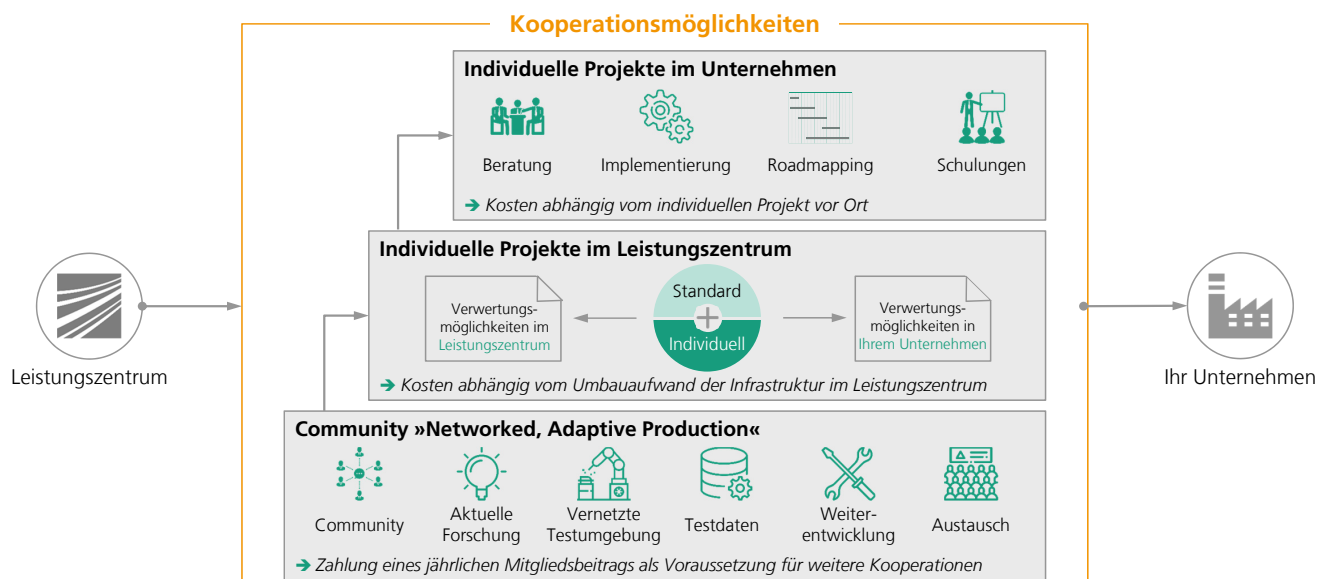 Kooperationsmöglichkeiten
Individuelle Projekte im Unternehmen
Beratung
Implementierung
Roadmapping
Schulungen
➔ Kosten abhängig vom individuellen Projekt vor Ort
Individuelle Projekte im Leistungszentrum
Verwertungs-
möglichkeiten im
Leistungszentrum
Standard
Individuell
Verwertungs-
möglichkeiten in
Ihrem Unternehmen
➔ Kosten abhängig vom Umbauaufwand der Infrastruktur im Leistungszentrum
Leistungszentrum
Ihr Unternehmen
Community »Networked, Adaptive Production«
Community
Aktuelle
Forschung
Vernetzte
Testumgebung
Testdaten
Weiter-
entwicklung
Austausch
➔ Zahlung eines jährlichen Mitgliedsbeitrags als Voraussetzung für weitere Kooperationen